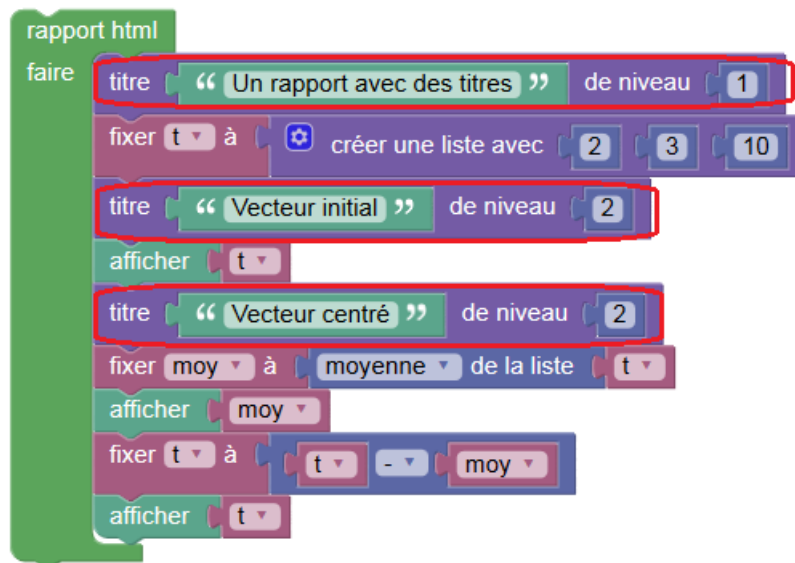 rapport html
faire
titre “ Un rapport avec des titres ” de niveau 1
fixer t à créer une liste avec 2 3 10
titre “ Vecteur initial ” de niveau 2
afficher t
titre “ Vecteur centré ” de niveau 2
fixer moy à moyenne de la liste t
afficher moy
fixer t à t - moy
afficher t